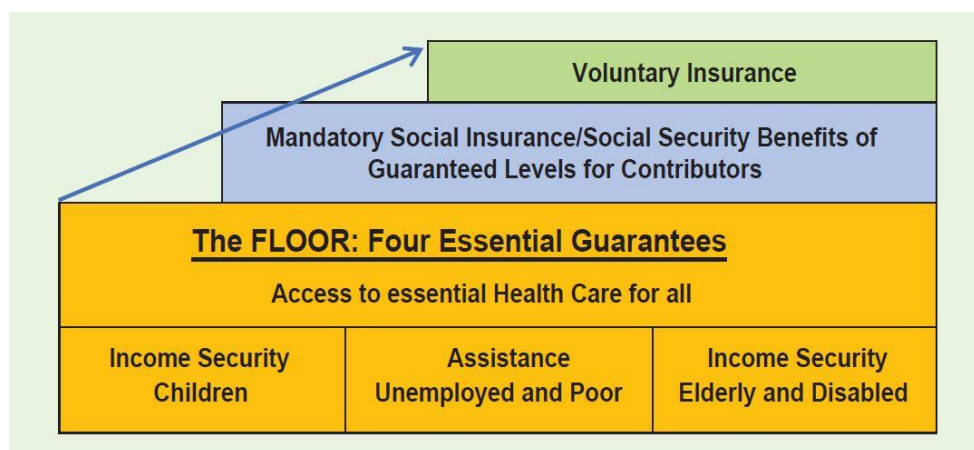 Voluntary Insurance
Mandatory Social Insurance/Social Security Benefits of
Guaranteed Levels for Contributors
The FLOOR: Four Essential Guarantees
Access to essential Health Care for all
Income Security
Children
Assistance
Unemployed and Poor
Income Security
Elderly and Disabled